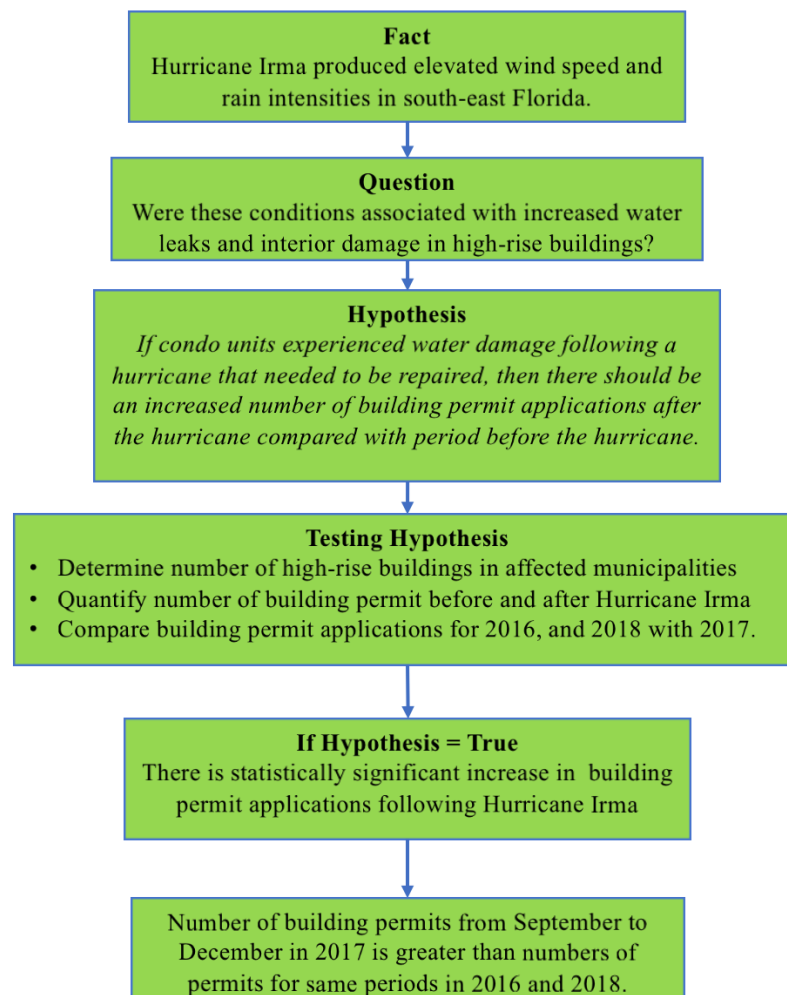 Fact
Hurricane Irma produced elevated wind speed and
rain intensities in south-east Florida.
Question
Were these conditions associated with increased water
leaks and interior damage in high-rise buildings?
Hypothesis
If condo units experienced water damage following a
hurricane that needed to be repaired, then there should be
an increased number of building permit applications after
the hurricane compared with period before the hurricane.
Testing Hypothesis
• Determine number of high-rise buildings in affected municipalities
• Quantify number of building permit before and after Hurricane Irma
• Compare building permit applications for 2016, and 2018 with 2017.
If Hypothesis = True
There is statistically significant increase in building
permit applications following Hurricane Irma
Number of building permits from September to
December in 2017 is greater than numbers of
permits for same periods in 2016 and 2018.